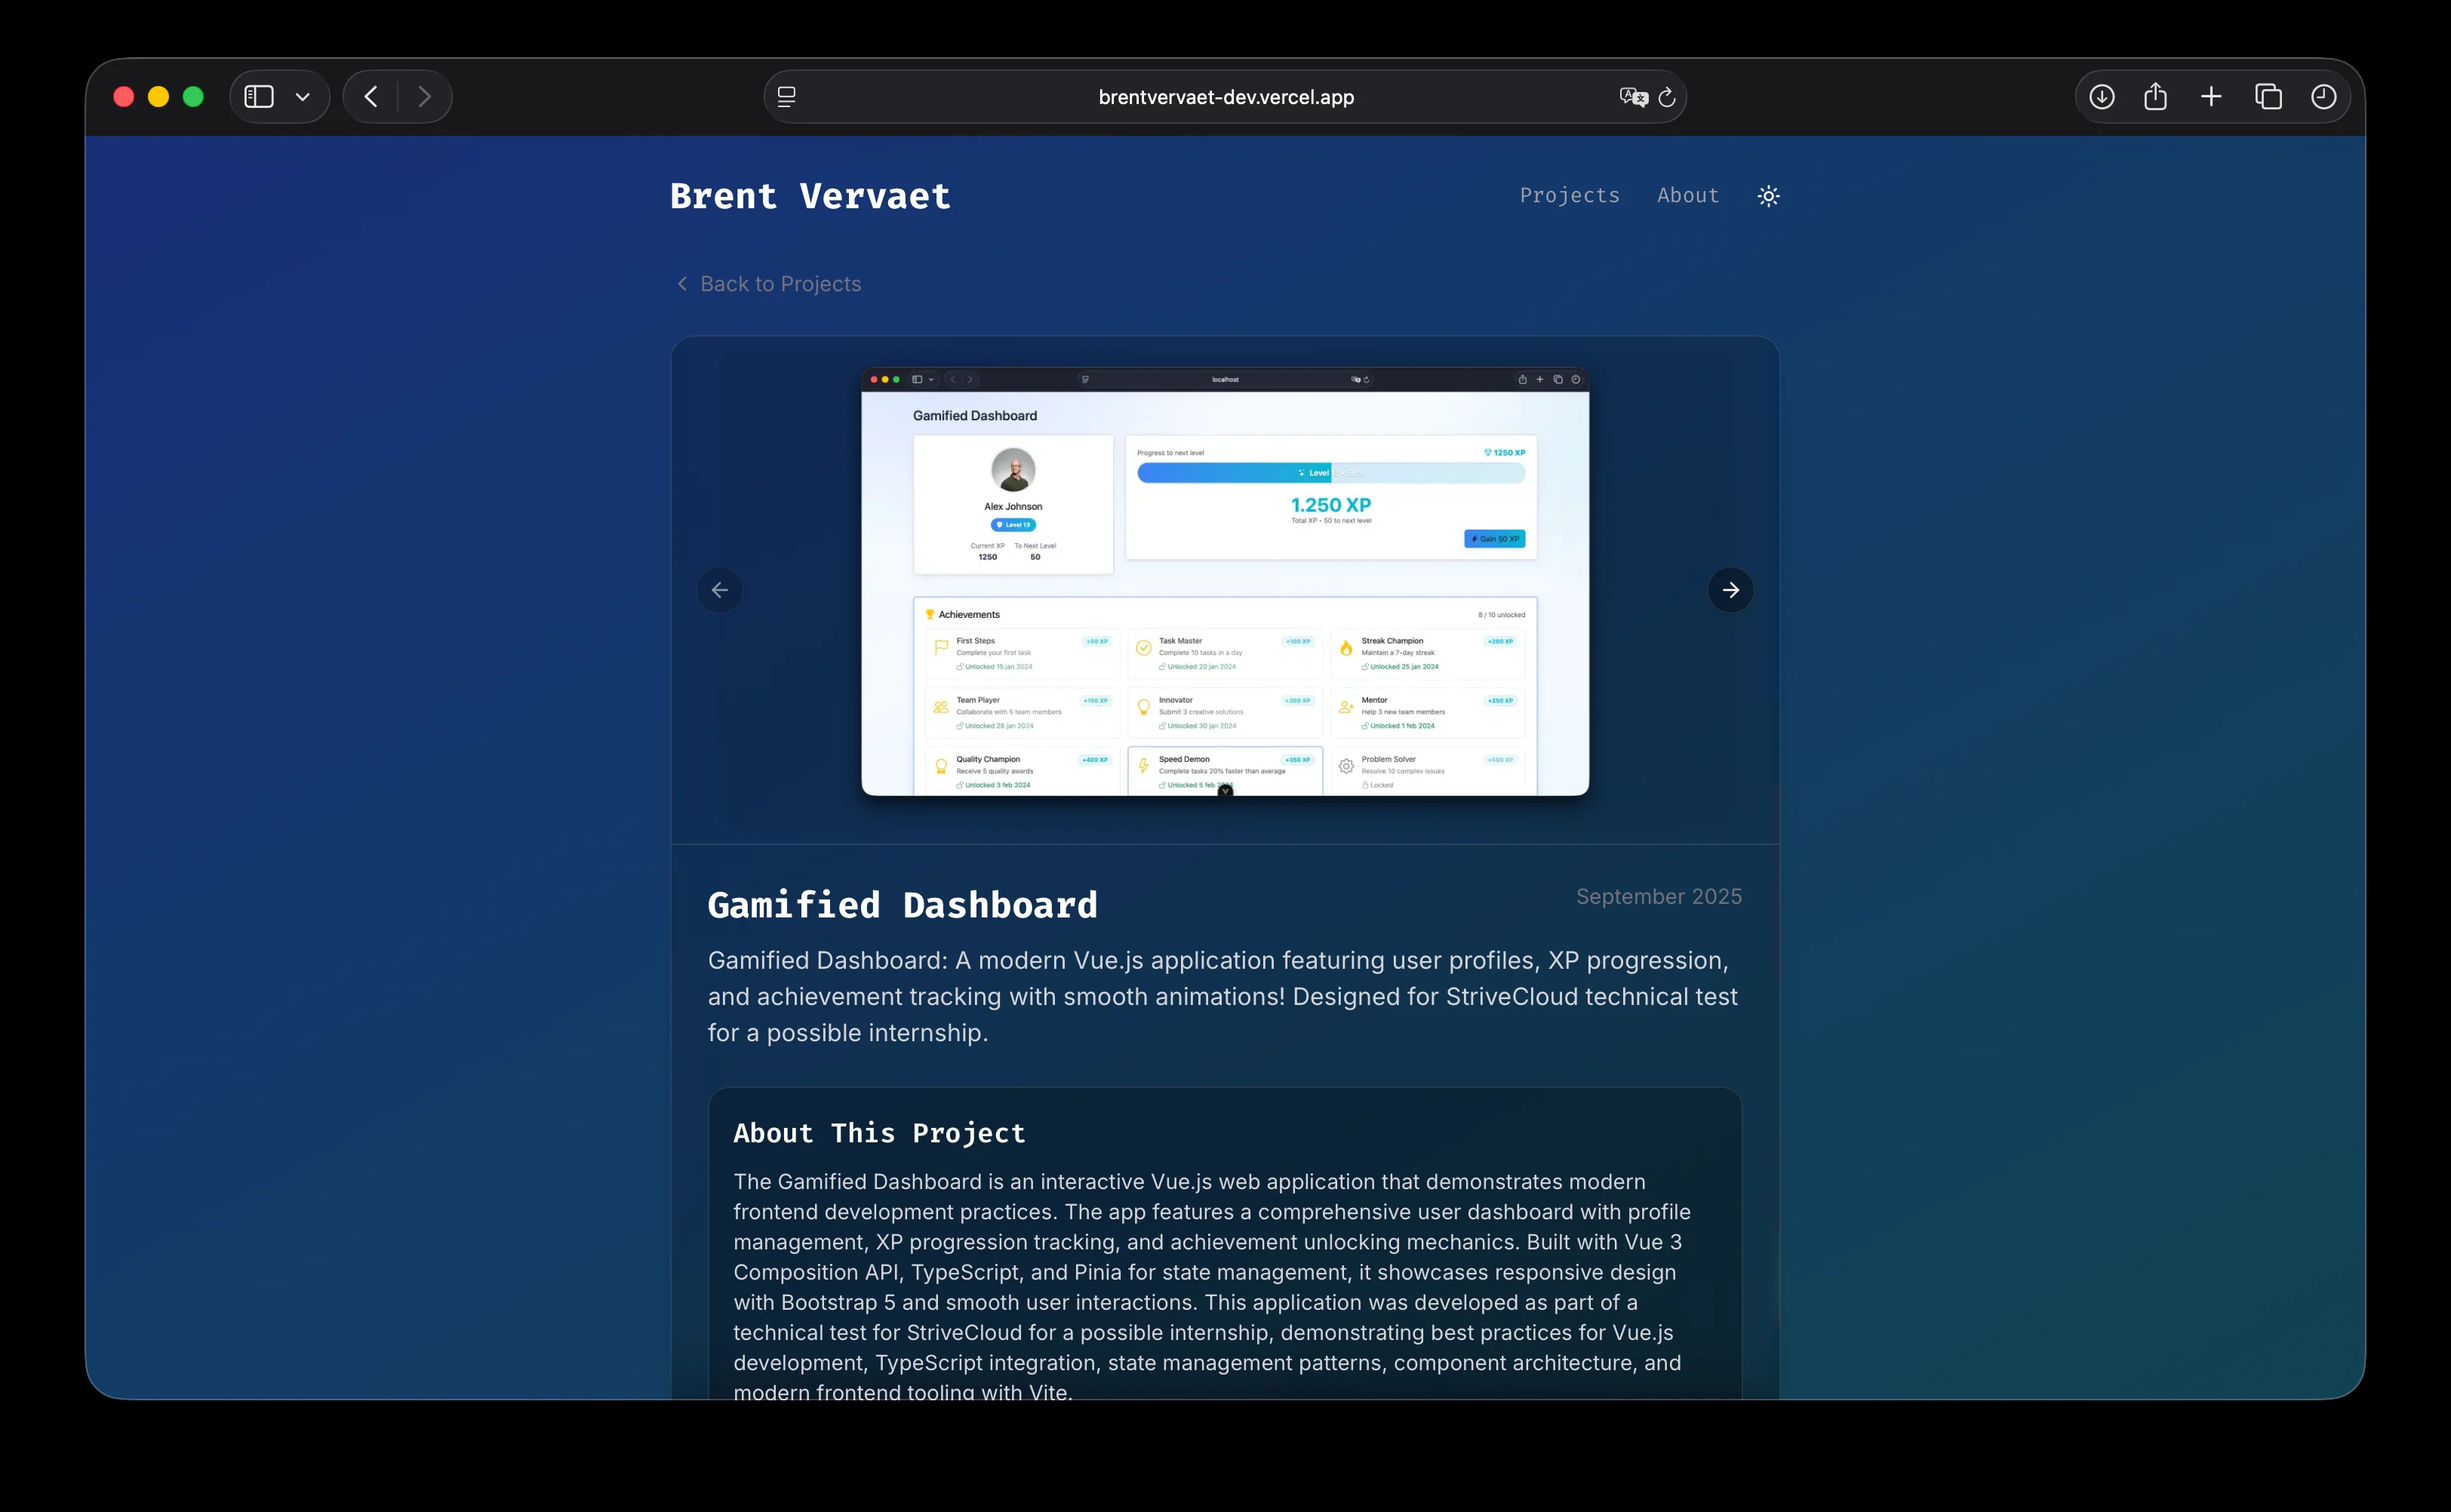 brentvervaet-dev.vercel.app
Brent Vervaet
Projects
About
Back to Projects
localhost
Gamified Dashboard
Alex Johnson
Level 13
Current XP To Next Level
1250 50
Progress to next level
1250 XP
Level
1.250 XP
Total XP • 50 to next level
Gain 50 XP
Achievements
8 / 10 unlocked
First Steps
+50 XP
Complete your first task
Unlocked 15 jan 2024
Task Master
+100 XP
Complete 10 tasks in a day
Unlocked 20 jan 2024
Streak Champion
+200 XP
Maintain a 7-day streak
Unlocked 25 jan 2024
Team Player
+150 XP
Collaborate with 5 team members
Unlocked 28 jan 2024
Innovator
+300 XP
Submit 3 creative solutions
Unlocked 30 jan 2024
Mentor
+250 XP
Help 3 new team members
Unlocked 1 feb 2024
Quality Champion
+400 XP
Receive 5 quality awards
Unlocked 3 feb 2024
Speed Demon
+350 XP
Complete tasks 20% faster than average
Unlocked 5 feb
Problem Solver
+500 XP
Resolve 10 complex issues
Locked
Gamified Dashboard
September 2025
Gamified Dashboard: A modern Vue.js application featuring user profiles, XP progression,
and achievement tracking with smooth animations! Designed for StriveCloud technical test
for a possible internship.
About This Project
The Gamified Dashboard is an interactive Vue.js web application that demonstrates modern
frontend development practices. The app features a comprehensive user dashboard with profile
management, XP progression tracking, and achievement unlocking mechanics. Built with Vue 3
Composition API, TypeScript, and Pinia for state management, it showcases responsive design
with Bootstrap 5 and smooth user interactions. This application was developed as part of a
technical test for StriveCloud for a possible internship, demonstrating best practices for Vue.js
development, TypeScript integration, state management patterns, component architecture, and
modern frontend tooling with Vite.